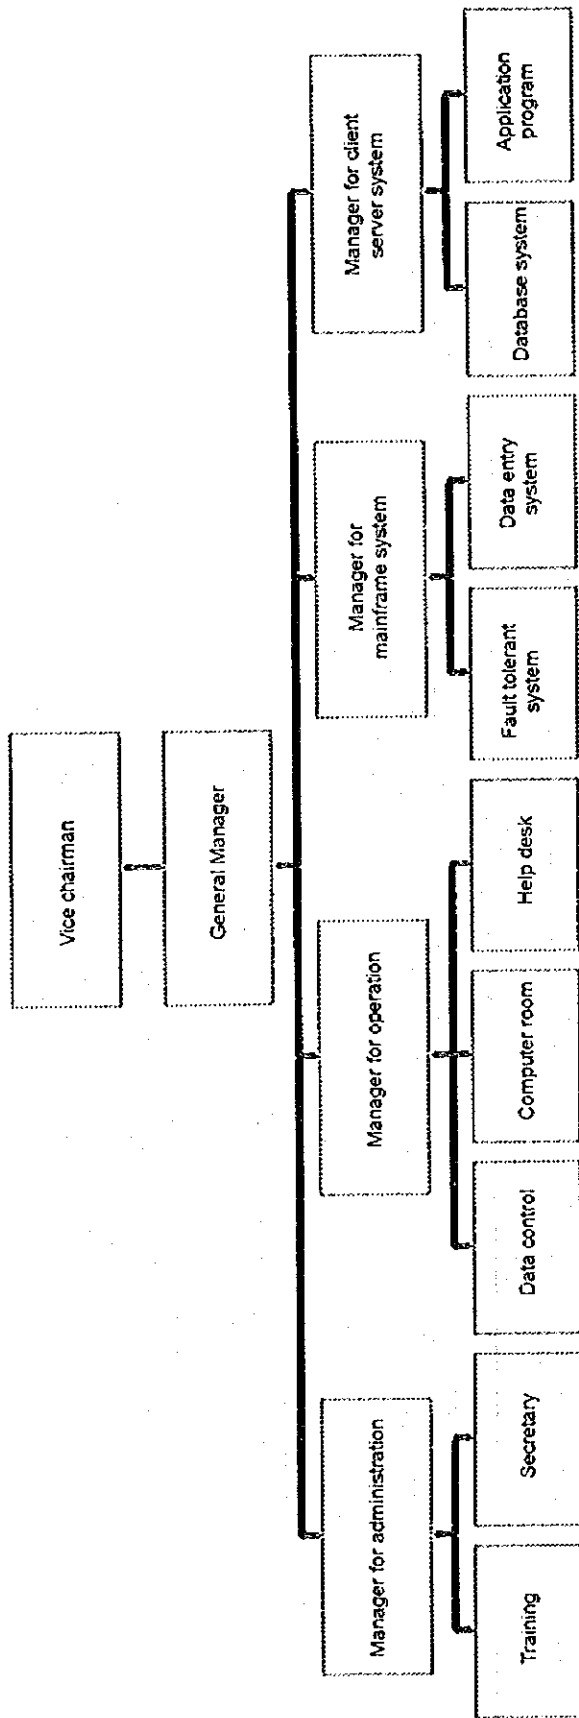 Vice chairman
General Manager
Manager for administration
Manager for operation
Manager for
mainframe system
Manager for client
server system
Training
Secretary
Data control
Computer room
Help desk
Fault tolerant
system
Data entry
system
Database system
Application
program